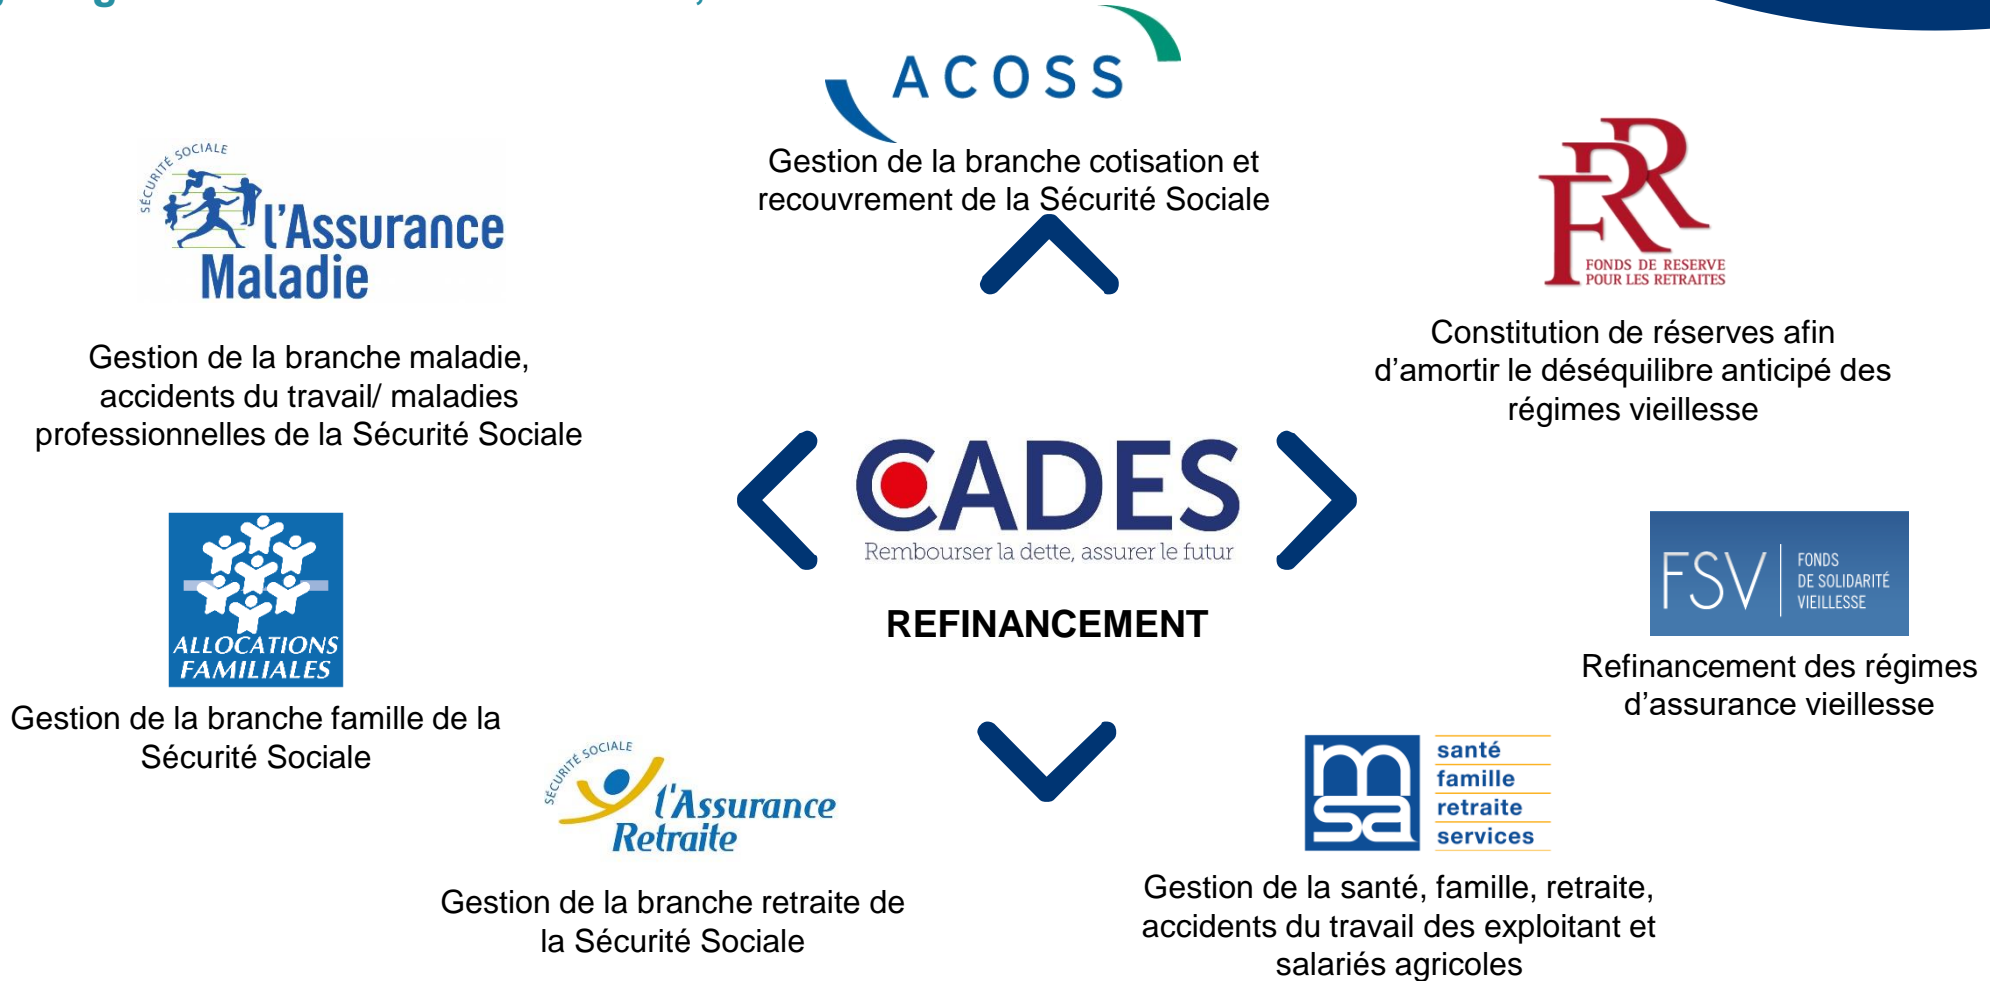 ACOSS
Gestion de la branche cotisation et
recouvrement de la Sécurité Sociale
SÉCURITÉ SOCIALE
l'Assurance
Maladie
Gestion de la branche maladie,
accidents du travail/ maladies
professionnelles de la Sécurité Sociale
FRR
FONDS DE RESERVE
POUR LES RETRAITES
Constitution de réserves afin
d’amortir le déséquilibre anticipé des
régimes vieillesse
CADES
Rembourser la dette, assurer le futur
REFINANCEMENT
ALLOCATIONS
FAMILIALES
Gestion de la branche famille de la
Sécurité Sociale
FSV
FONDS
DE SOLIDARITÉ
VIEILLESSE
Refinancement des régimes
d’assurance vieillesse
SÉCURITÉ SOCIALE
l'Assurance
Retraite
Gestion de la branche retraite de
la Sécurité Sociale
msa
santé
famille
retraite
services
Gestion de la santé, famille, retraite,
accidents du travail des exploitant et
salariés agricoles